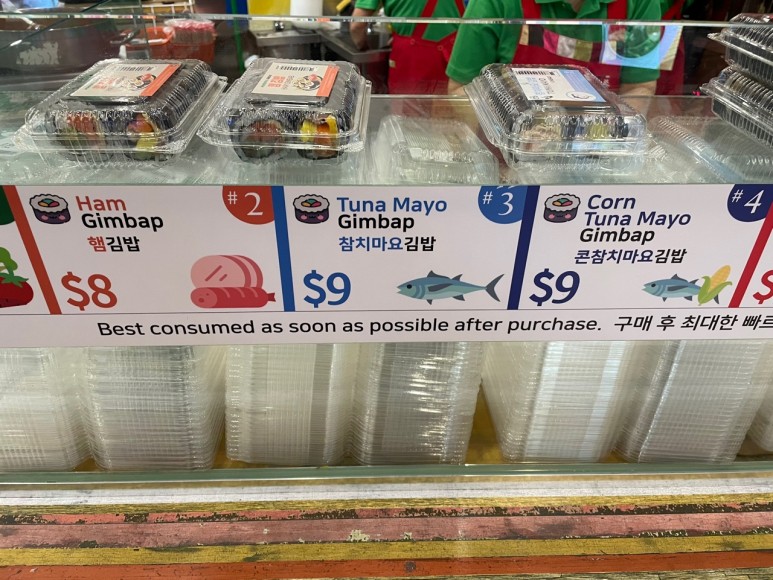 Ham
Gimbap
햄김밥
$8
#2
Tuna Mayo
Gimbap
참치마요김밥
$9
#3
Corn
Tuna Mayo
Gimbap
콘참치마요김밥
$9
#4
Best consumed as soon as possible after purchase. 구매 후 최대한 빠르